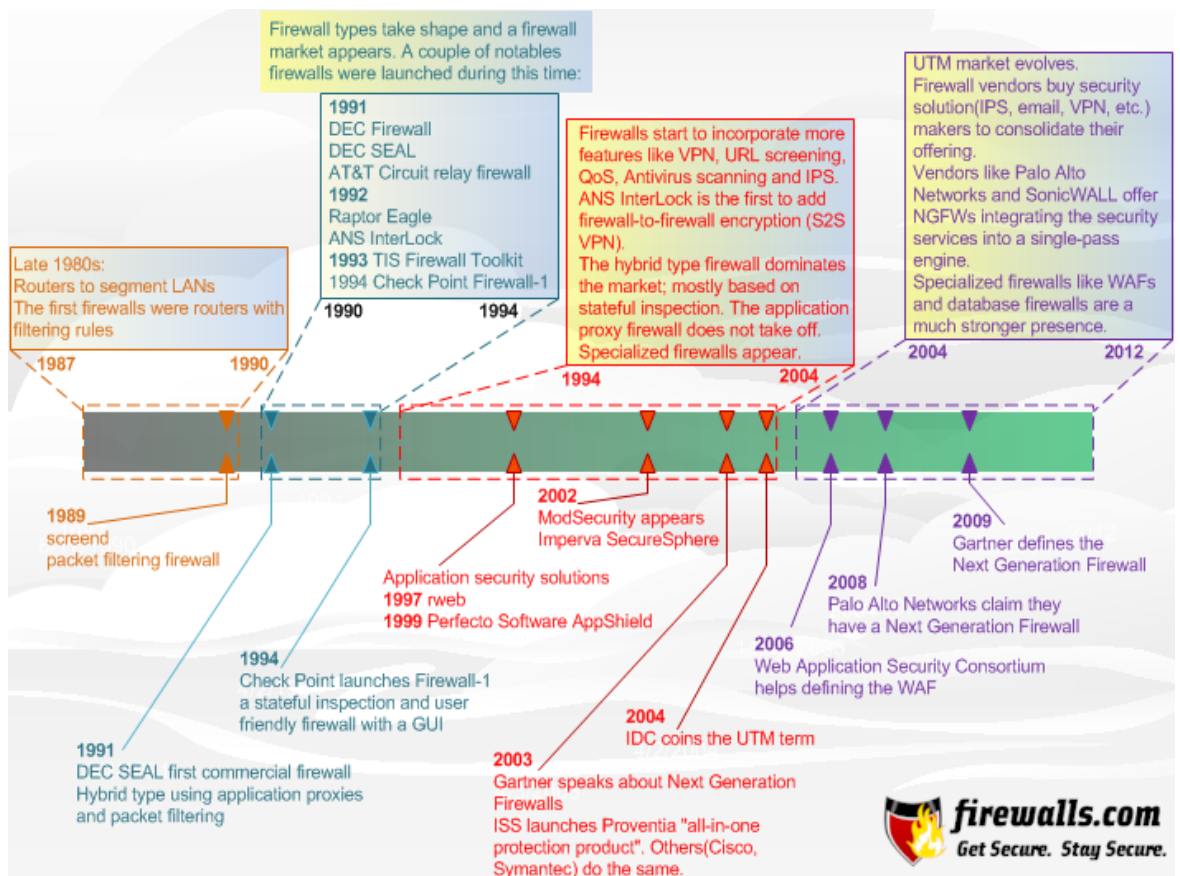 Firewall types take shape and a firewall
market appears. A couple of notables
firewalls were launched during this time:
1991
DEC Firewall
DEC SEAL
AT&T Circuit relay firewall
1992
Raptor Eagle
ANS InterLock
1993 TIS Firewall Toolkit
1994 Check Point Firewall-1
1990
1994
Late 1980s:
Routers to segment LANs
The first firewalls were routers with
filtering rules
1987
1990
Firewalls start to incorporate more
features like VPN, URL screening,
QoS, Antivirus scanning and IPS.
ANS InterLock is the first to add
firewall-to-firewall encryption (S2S
VPN).
The hybrid type firewall dominates
the market; mostly based on
stateful inspection. The application
proxy firewall does not take off.
Specialized firewalls appear.
1994
2004
UTM market evolves.
Firewall vendors buy security
solution(IPS, email, VPN, etc.)
makers to consolidate their
offering.
Vendors like Palo Alto
Networks and SonicWALL offer
NGFWs integrating the security
services into a single-pass
engine.
Specialized firewalls like WAFs
and database firewalls are a
much stronger presence.
2004
2012
1989
screend
packet filtering firewall
1991
DEC SEAL first commercial firewall
Hybrid type using application proxies
and packet filtering
1994
Check Point launches Firewall-1
a stateful inspection and user
friendly firewall with a GUI
Application security solutions
1997 rweb
1999 Perfecto Software AppShield
2002
ModSecurity appears
Imperva SecureSphere
2003
Gartner speaks about Next Generation
Firewalls
ISS launches Proventia "all-in-one
protection product". Others(Cisco,
Symantec) do the same.
2004
IDC coins the UTM term
2006
Web Application Security Consortium
helps defining the WAF
2008
Palo Alto Networks claim they
have a Next Generation Firewall
2009
Gartner defines the
Next Generation Firewall
firewalls.com
Get Secure. Stay Secure.